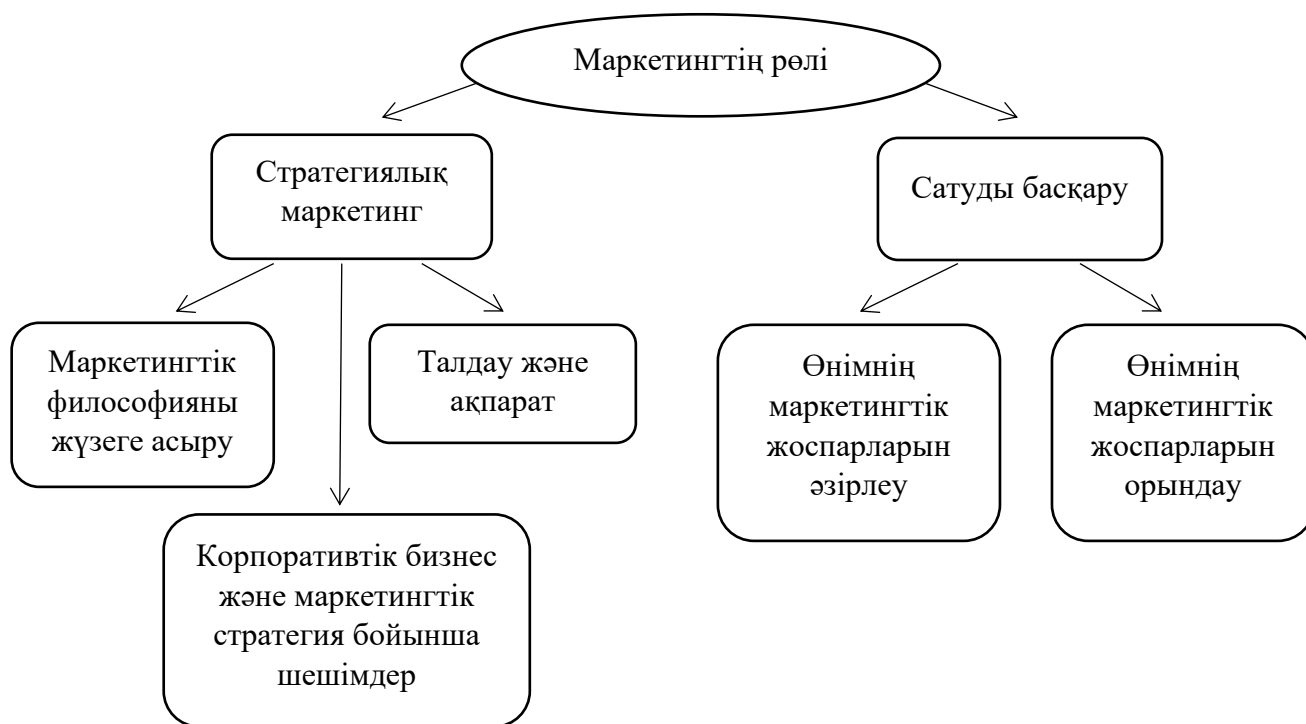 Маркетингтің рөлі
Стратегиялық
маркетинг
Сатуды басқару
Маркетингтік
философияны
жүзеге асыру
Талдау және
ақпарат
Өнімнің
маркетингтік
жоспарларын
әзірлеу
Өнімнің
маркетингтік
жоспарларын
орындау
Корпоративтік бизнес
және маркетингтік
стратегия бойынша
шешімдер